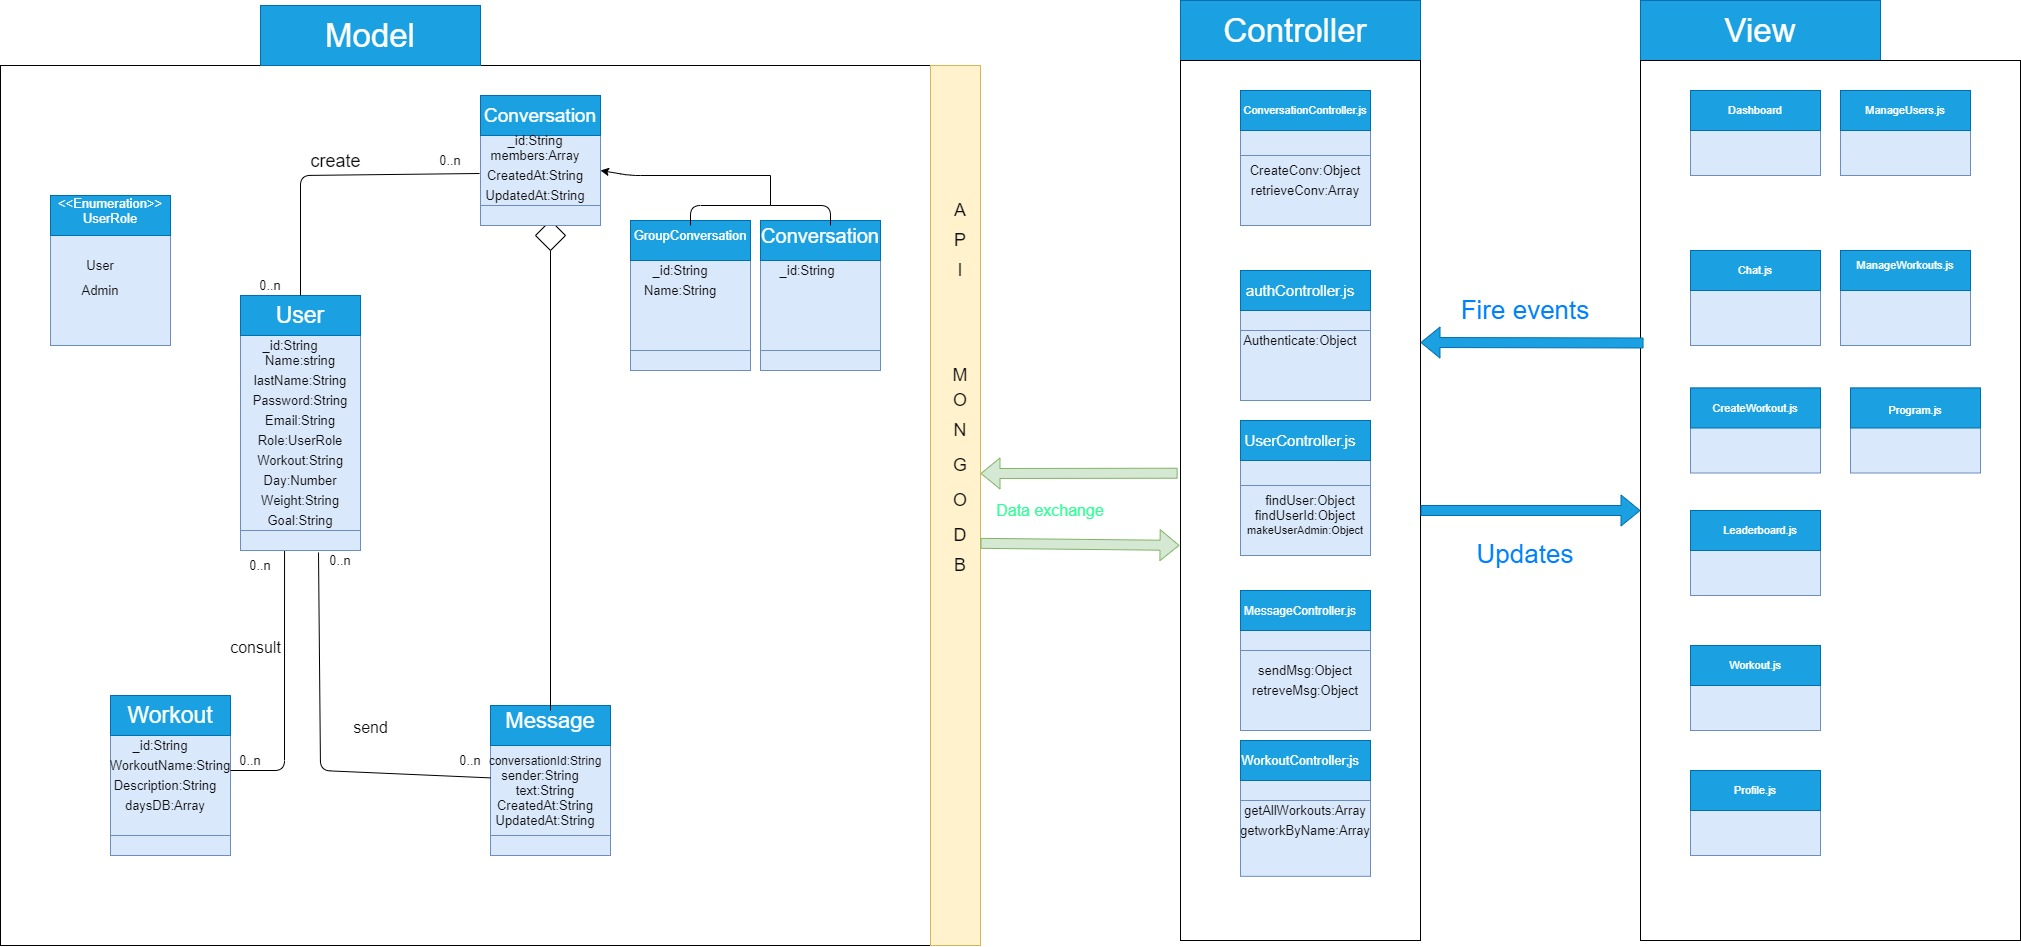 Model
Conversation
_id:String
members:Array
CreatedAt:String
UpdatedAt:String
create
0..n
0..n
<<Enumeration>>
UserRole
User
Admin
GroupConversation
_id:String
Name:String
Conversation
_id:String
User
_id:String
Name:string
lastName:String
Password:String
Email:String
Role:UserRole
Workout:String
Day:Number
Weight:String
Goal:String
0..n
0..n
consult
send
Workout
_id:String
WorkoutName:String
Description:String
daysDB:Array
0..n
0..n
Message
conversationId:String
sender:String
text:String
CreatedAt:String
UpdatedAt:String
A
P
I
M
O
N
G
O
D
B
Data exchange
Controller
ConversationController.js
CreateConv:Object
retrieveConv:Array
authController.js
Authenticate:Object
UserController.js
findUser:Object
findUserId:Object
makeUserAdmin:Object
MessageController.js
sendMsg:Object
retreveMsg:Object
WorkoutController;js
getAllWorkouts:Array
getworkByName:Array
Fire events
Updates
View
Dashboard
ManageUsers.js
Chat.js
ManageWorkouts.js
CreateWorkout.js
Program.js
Leaderboard.js
Workout.js
Profile.js